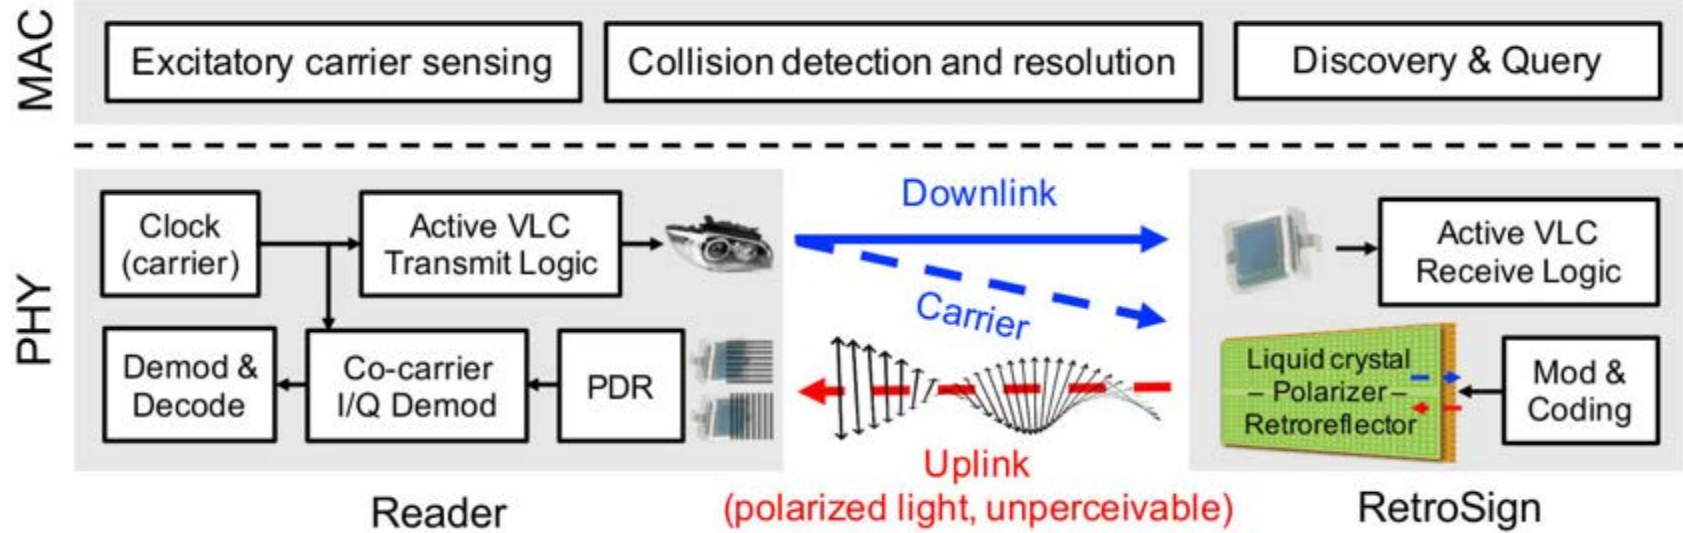 MAC
Excitatory carrier sensing
Collision detection and resolution
Discovery & Query
PHY
Clock
(carrier)
Active VLC
Transmit Logic
Demod &
Decode
Co-carrier
I/Q Demod
PDR
Downlink
Carrier
Uplink
(polarized light, unperceivable)
Active VLC
Receive Logic
Liquid crystal
– Polarizer –
Retroreflector
Mod &
Coding
Reader
RetroSign